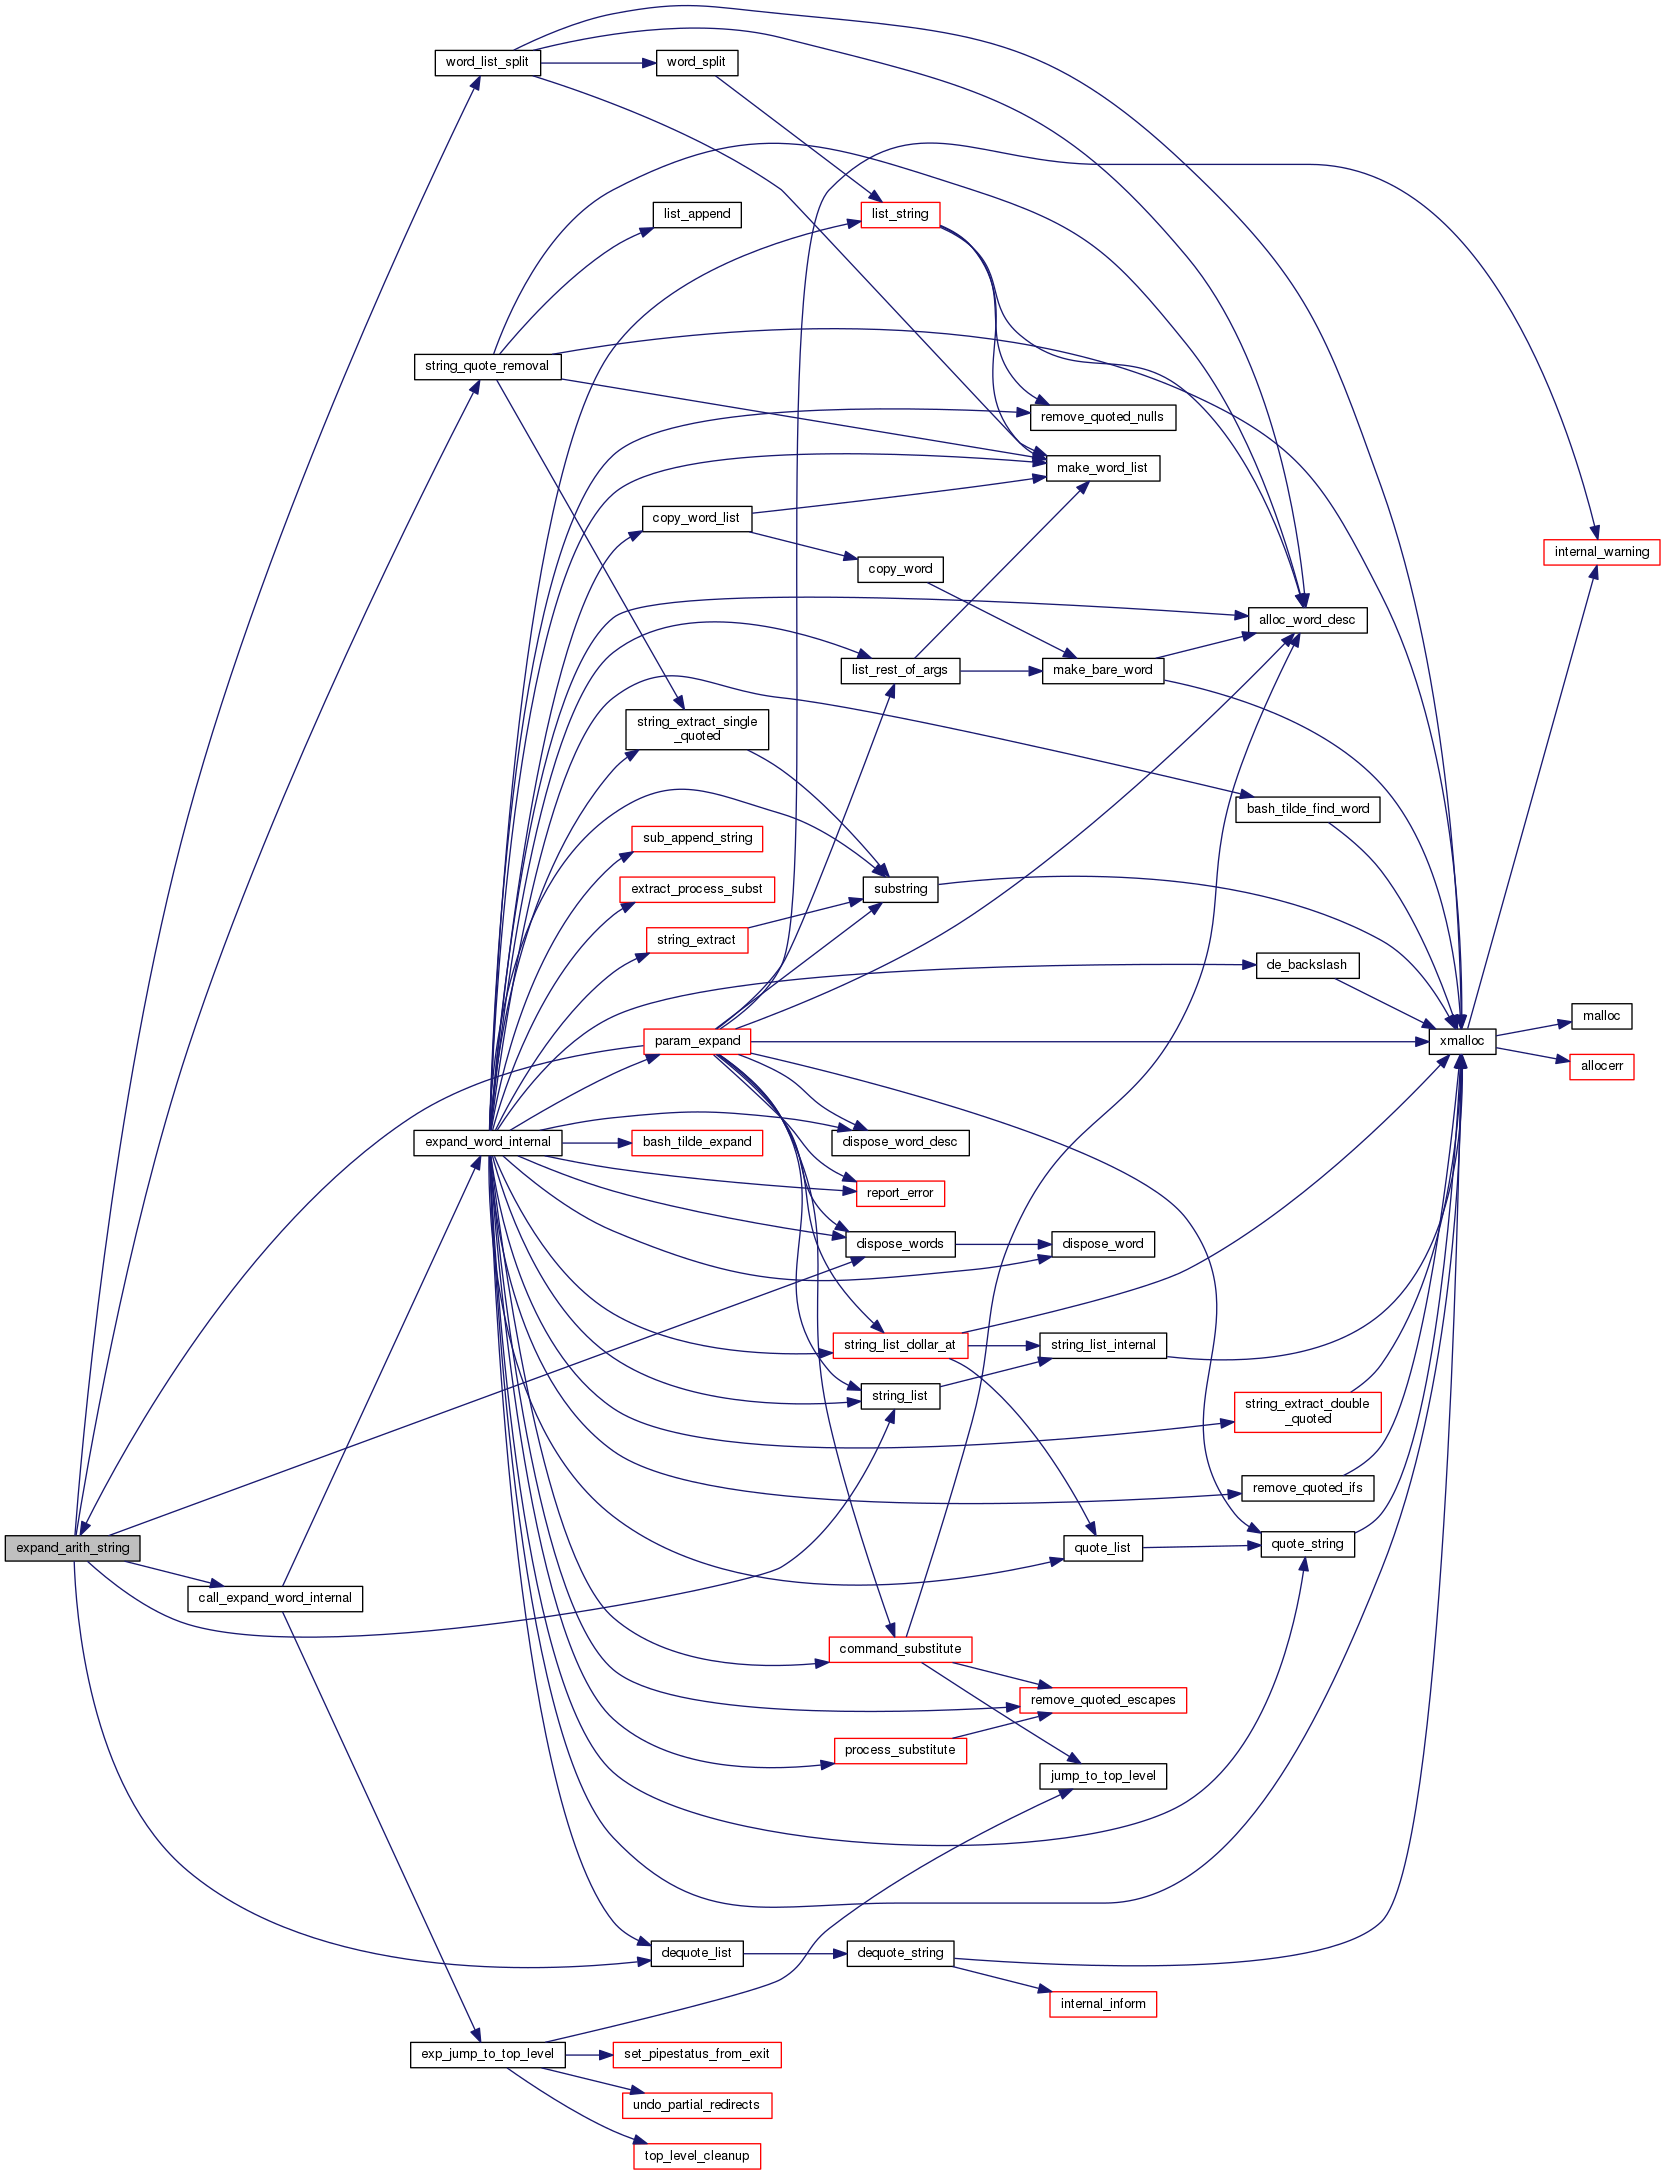 word_list_split
word_split
list_append
list_string
string_quote_removal
remove_quoted_nulls
make_word_list
copy_word_list
internal_warning
copy_word
alloc_word_desc
list_rest_of_args
make_bare_word
string_extract_single
_quoted
bash_tilde_find_word
sub_append_string
extract_process_subst
substring
string_extract
de_backslash
malloc
param_expand
xmalloc
allocerr
expand_word_internal
bash_tilde_expand
dispose_word_desc
report_error
dispose_words
dispose_word
string_list_dollar_at
string_list_internal
string_list
string_extract_double
_quoted
remove_quoted_ifs
expand_arith_string
quote_list
quote_string
call_expand_word_internal
command_substitute
remove_quoted_escapes
process_substitute
jump_to_top_level
dequote_list
dequote_string
internal_inform
exp_jump_to_top_level
set_pipestatus_from_exit
undo_partial_redirects
top_level_cleanup